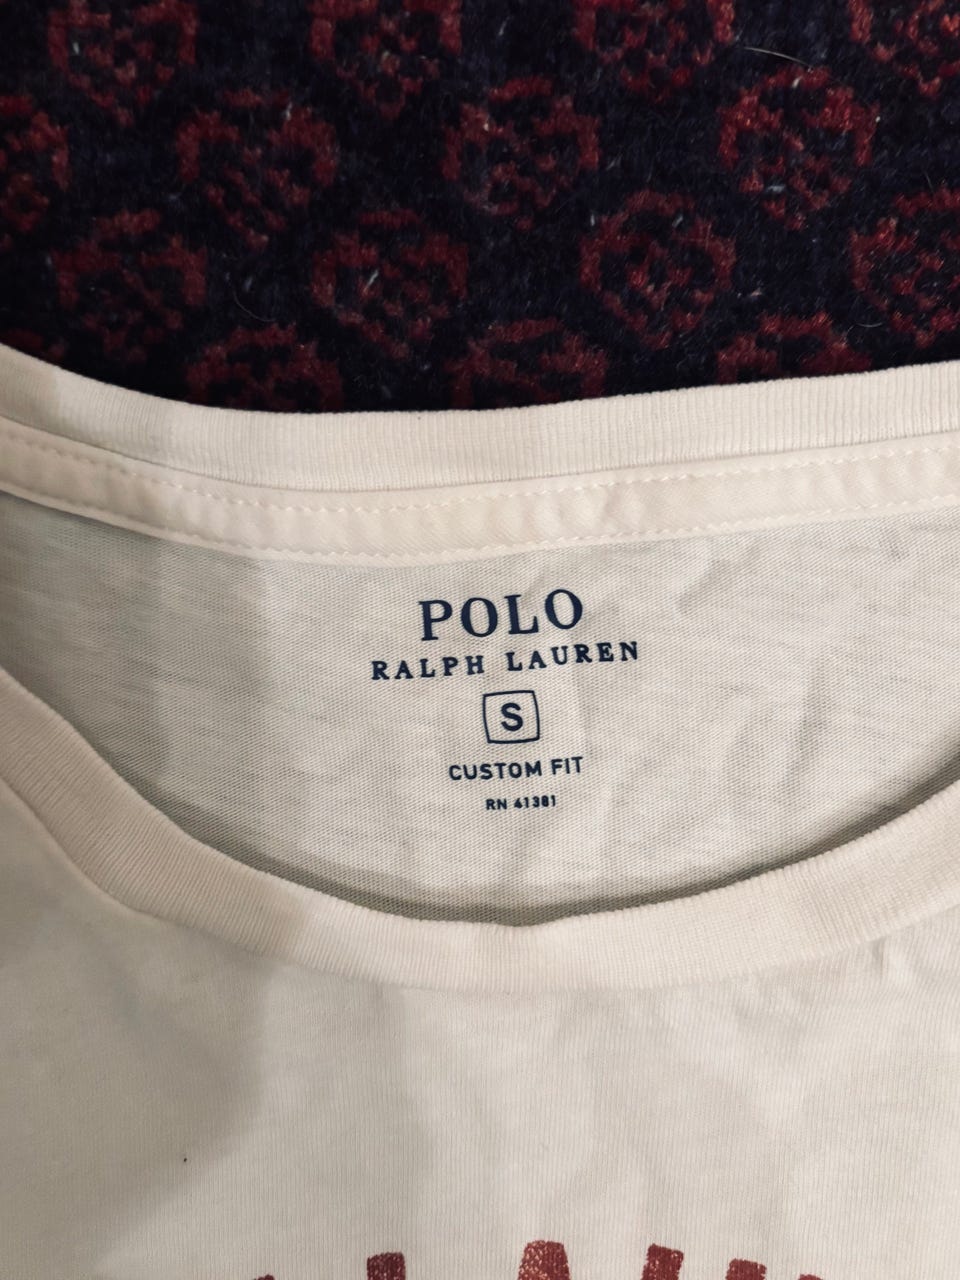 POLO
RALPH LAUREN
S
CUSTOM FIT
RN 41381